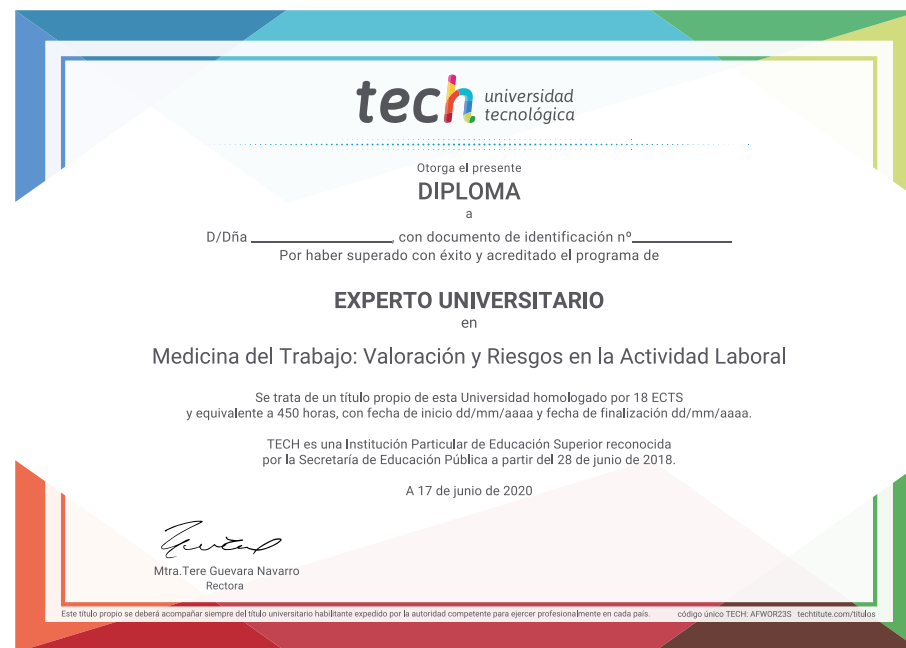 tech universidad
tecnológica
Otorga el presente
DIPLOMA
a
D/Dña ____________________, con documento de identificación nº______________
Por haber superado con éxito y acreditado el programa de
EXPERTO UNIVERSITARIO
en
Medicina del Trabajo: Valoración y Riesgos en la Actividad Laboral
Se trata de un título propio de esta Universidad homologado por 18 ECTS
y equivalente a 450 horas, con fecha de inicio dd/mm/aaaa y fecha de finalización dd/mm/aaaa.
TECH es una Institución Particular de Educación Superior reconocida
por la Secretaría de Educación Pública a partir del 28 de junio de 2018.
A 17 de junio de 2020
Mtra.Tere Guevara Navarro
Rectora
Este título propio se deberá acompañar siempre del título universitario habilitante expedido por la autoridad competente para ejercer profesionalmente en cada país. código único TECH: AFWOR23S techtitute.com/titulos